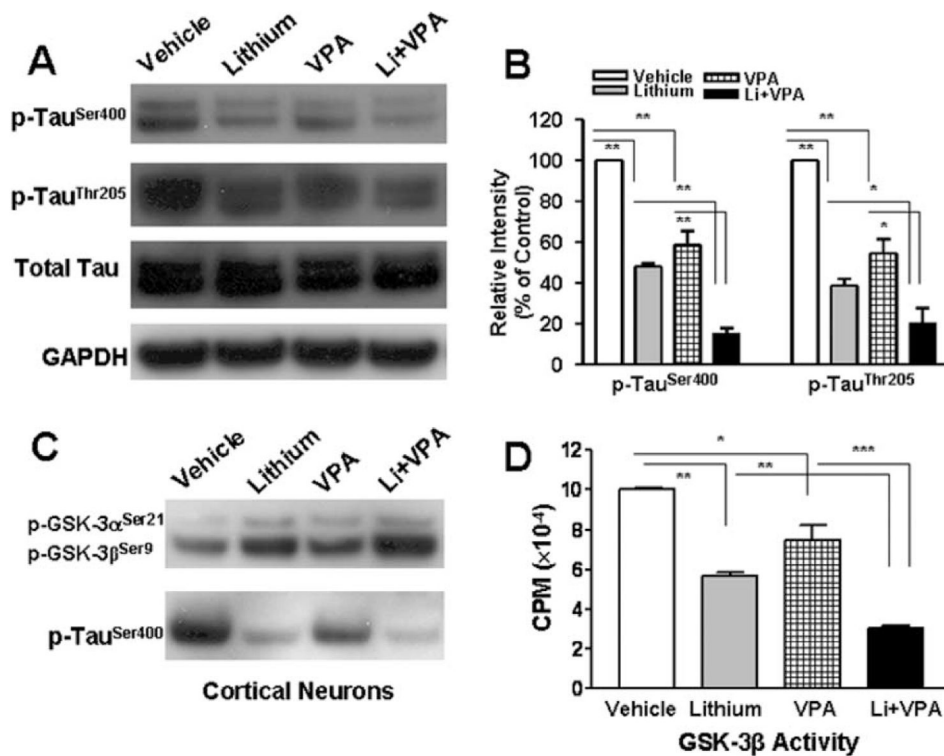 A
Vehicle
Lithium
VPA
Li+VPA
p-Tau^Ser400
p-Tau^Thr205
Total Tau
GAPDH
B
Vehicle
Lithium
VPA
Li+VPA
Relative Intensity
(% of Control)
120
100
80
60
40
20
0
**
**
**
**
**
**
*
*
p-Tau^Ser400
p-Tau^Thr205
C
Vehicle
Lithium
VPA
Li+VPA
p-GSK-3α^Ser21
p-GSK-3β^Ser9
p-Tau^Ser400
Cortical Neurons
D
CPM (×10^-4)
12
10
8
6
4
2
0
*
**
**
***
Vehicle Lithium VPA Li+VPA
GSK-3β Activity